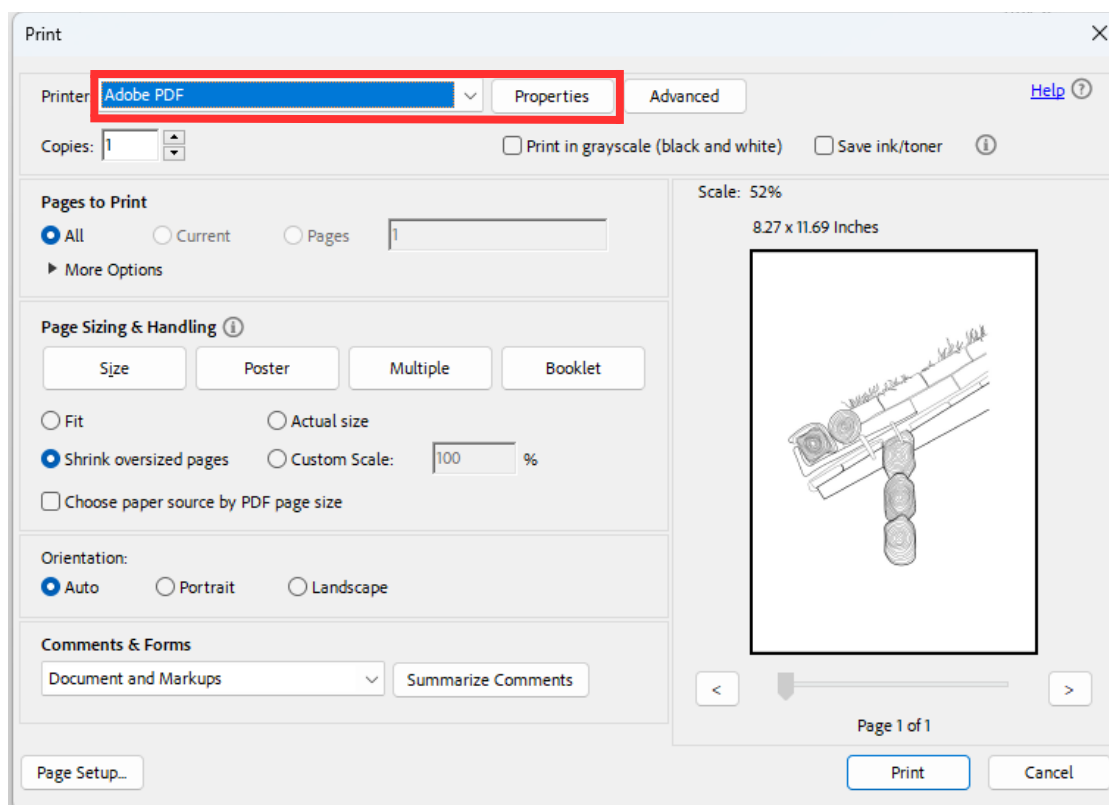 Print
Printer Adobe PDF Properties Advanced Help
Copies: 1 Print in grayscale (black and white) Save ink/toner
Pages to Print
All Current Pages 1
More Options
Scale: 52%
8.27 x 11.69 Inches
Page Sizing & Handling
Size Poster Multiple Booklet
Fit Actual size
Shrink oversized pages Custom Scale: 100 %
Choose paper source by PDF page size
Orientation:
Auto Portrait Landscape
Comments & Forms
Document and Markups Summarize Comments
< >
Page 1 of 1
Page Setup... Print Cancel